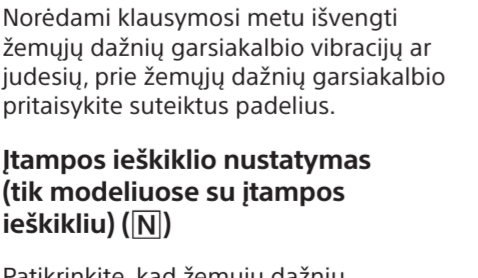 Norėdami klausymosi metu išvengti
žemųjų dažnių garsiakalbio vibracijų ar
judesių, prie žemųjų dažnių garsiakalbio
pritaisykite suteiktus padelius.
Įtampos ieškiklio nustatymas
(tik modeliuose su įtampos
ieškikliu) (N)
Patikrinkite, kad žemųjų dažnių